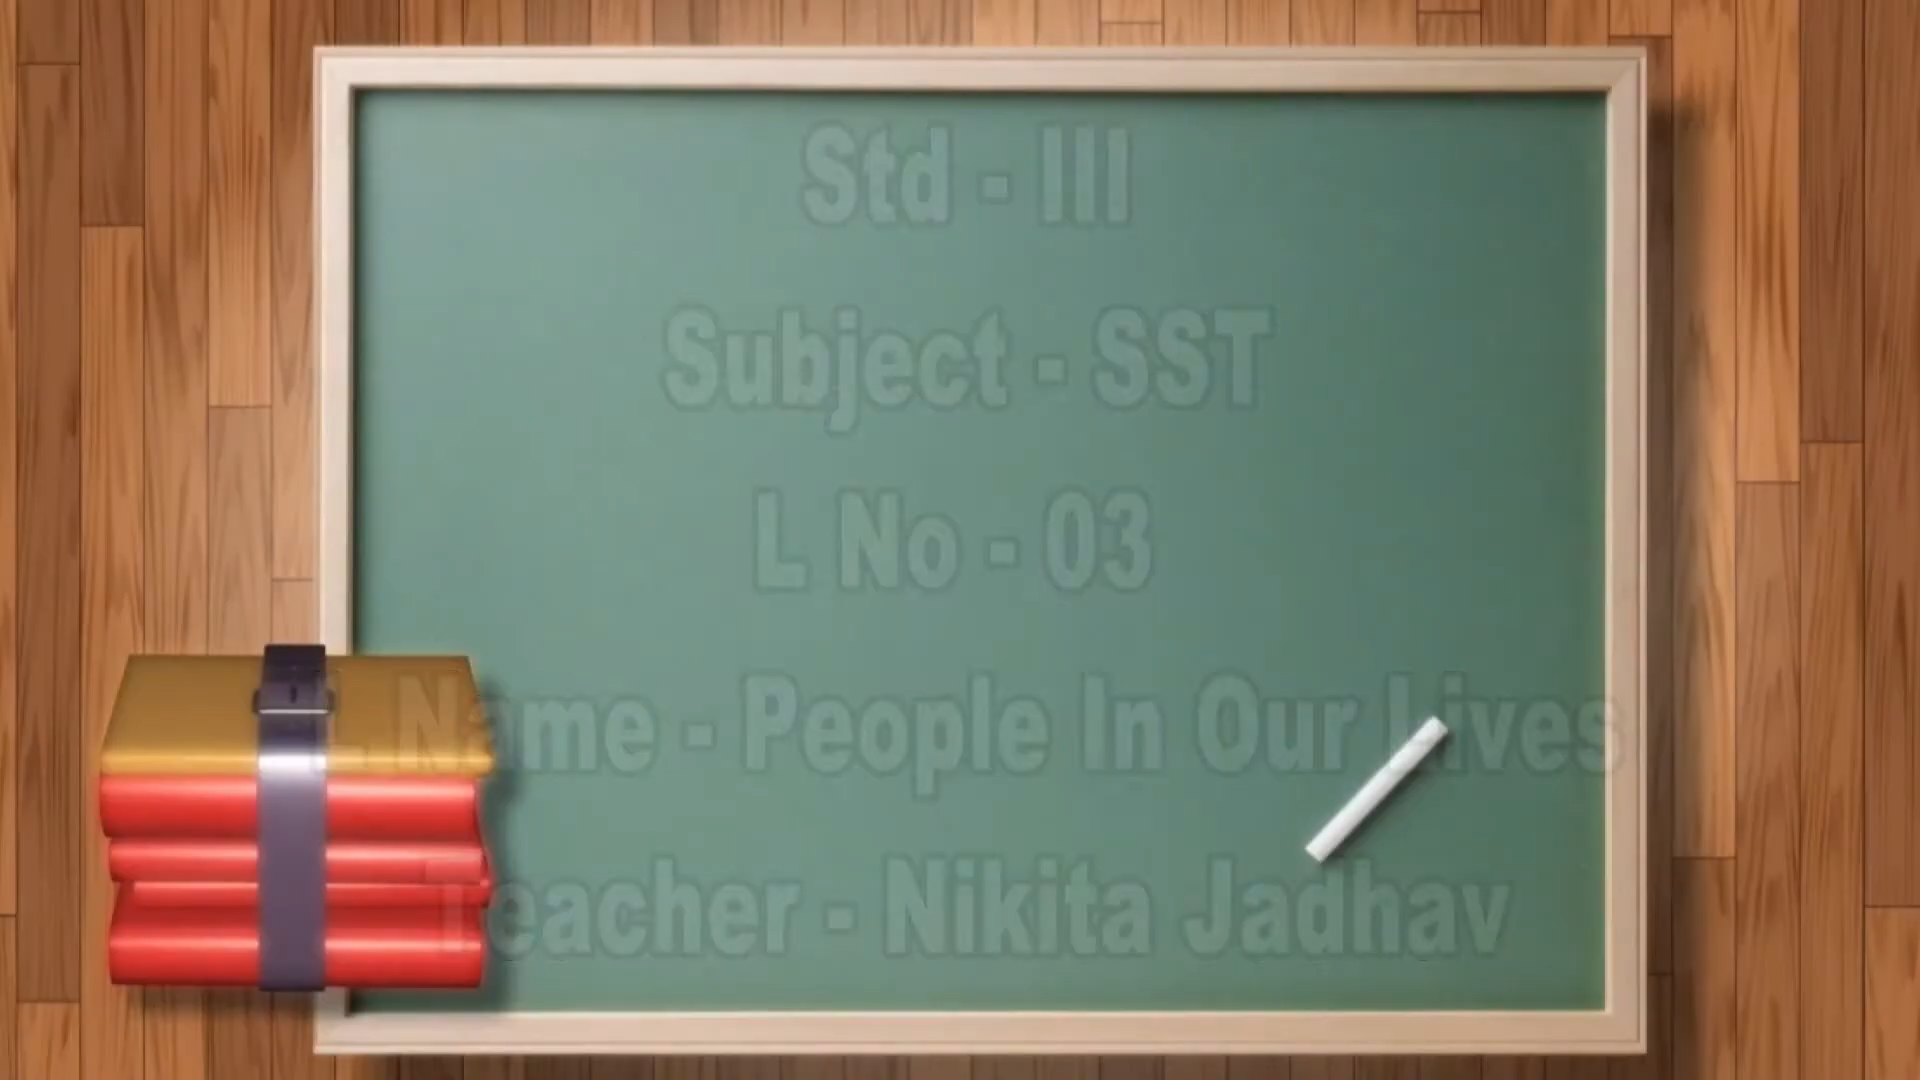 Std - III
Subject - SST
L No - 03
L Name - People In Our Lives
Teacher - Nikita Jadhav